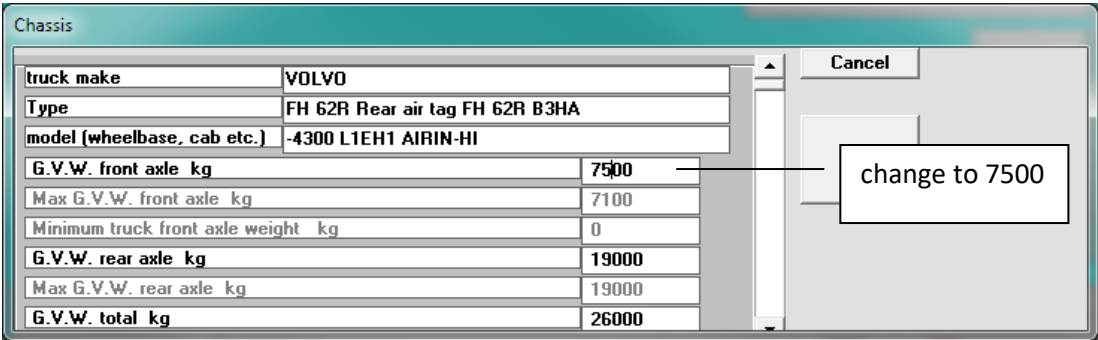 Chassis
Cancel
truck make VOLVO
Type FH 62R Rear air tag FH 62R B3HA
model (wheelbase, cab etc.) -4300 L1EH1 AIRIN-HI
G.V.W. front axle kg 7500
change to 7500
Max G.V.W. front axle kg 7100
Minimum truck front axle weight kg 0
G.V.W. rear axle kg 19000
Max G.V.W. rear axle kg 19000
G.V.W. total kg 26000